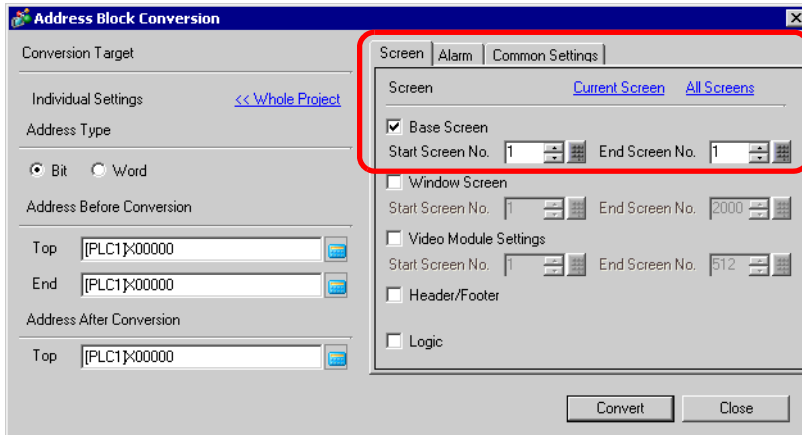 Address Block Conversion
Conversion Target
Individual Settings << Whole Project
Address Type
Bit Word
Address Before Conversion
Top [PLC1]X00000
End [PLC1]X00000
Address After Conversion
Top [PLC1]X00000
Screen Alarm Common Settings
Screen Current Screen All Screens
Base Screen
Start Screen No. 1 End Screen No. 1
Window Screen
Start Screen No. 1 End Screen No. 2000
Video Module Settings
Start Screen No. 1 End Screen No. 512
Header/Footer
Logic
Convert Close